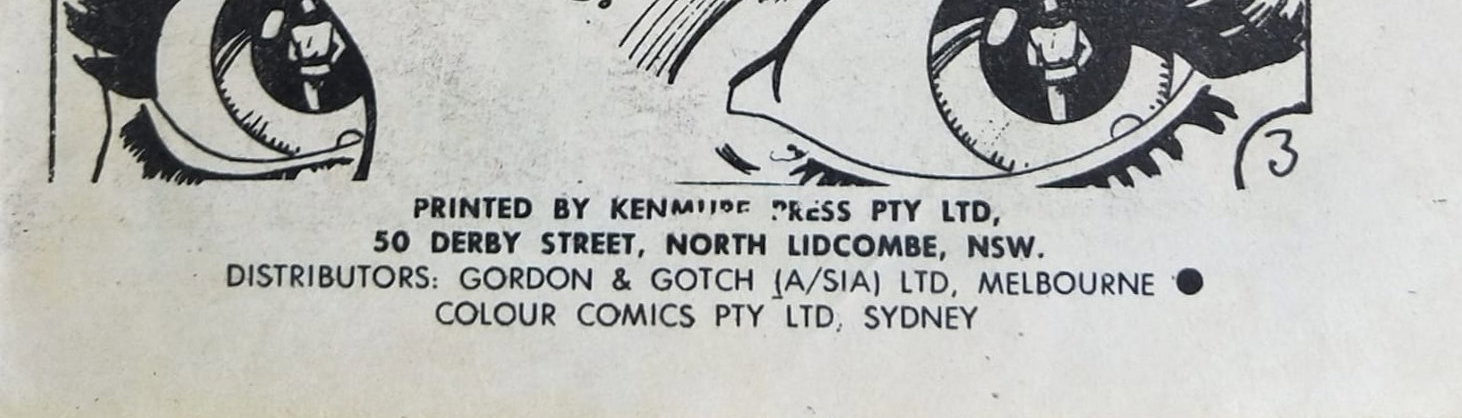 3
PRINTED BY KENMURE PRESS PTY LTD,
50 DERBY STREET, NORTH LIDCOMBE, NSW.
DISTRIBUTORS: GORDON & GOTCH (A/SIA) LTD, MELBOURNE ●
COLOUR COMICS PTY LTD, SYDNEY